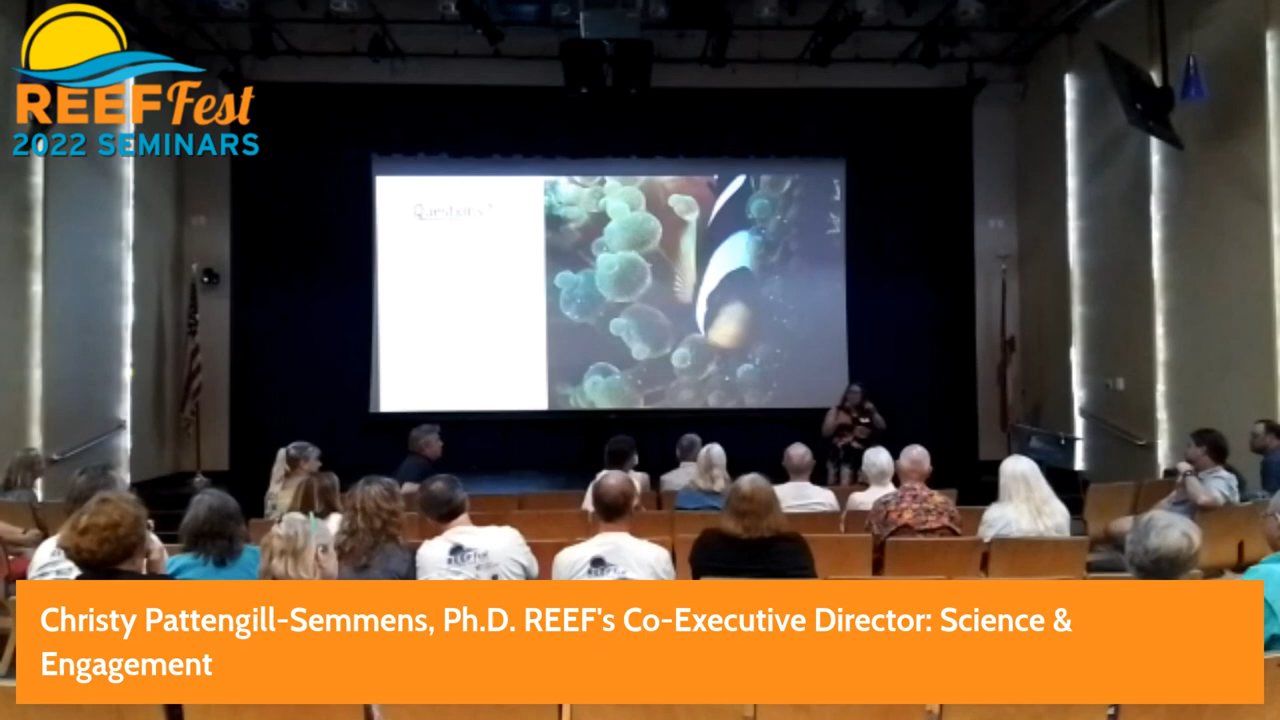 REEF Fest
2022 SEMINARS
Questions?
Christy Pattengill-Semmens, Ph.D. REEF's Co-Executive Director: Science &
Engagement